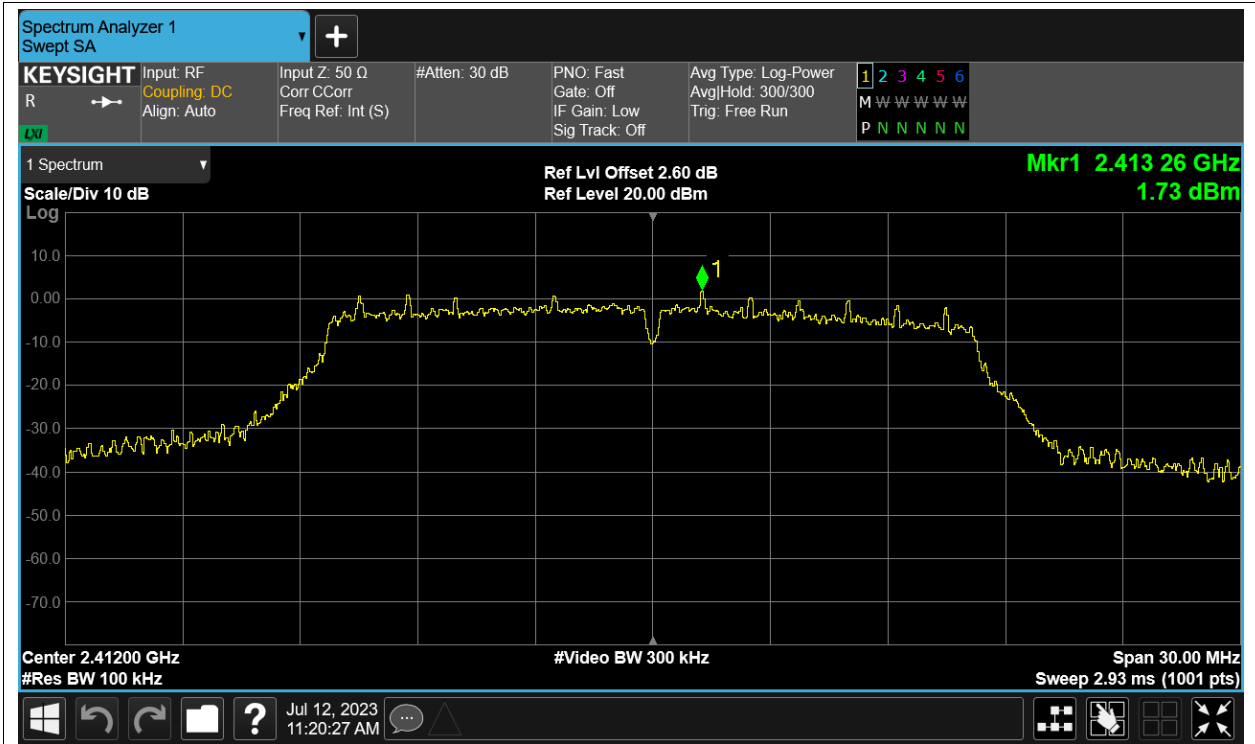 Spectrum Analyzer 1
Swept SA
KEYSIGHT
R
LXI
Input: RF
Coupling: DC
Align: Auto
Input Z: 50 Ω
Corr CCorr
Freq Ref: Int (S)
#Atten: 30 dB
PNO: Fast
Gate: Off
IF Gain: Low
Sig Track: Off
Avg Type: Log-Power
Avg|Hold: 300/300
Trig: Free Run
1 2 3 4 5 6
M W W W W W
P N N N N N
1 Spectrum
Scale/Div 10 dB
Log
Ref Lvl Offset 2.60 dB
Ref Level 20.00 dBm
Mkr1 2.413 26 GHz
1.73 dBm
1
10.0
0.00
-10.0
-20.0
-30.0
-40.0
-50.0
-60.0
-70.0
Center 2.41200 GHz
#Res BW 100 kHz
#Video BW 300 kHz
Span 30.00 MHz
Sweep 2.93 ms (1001 pts)
?
Jul 12, 2023
11:20:27 AM